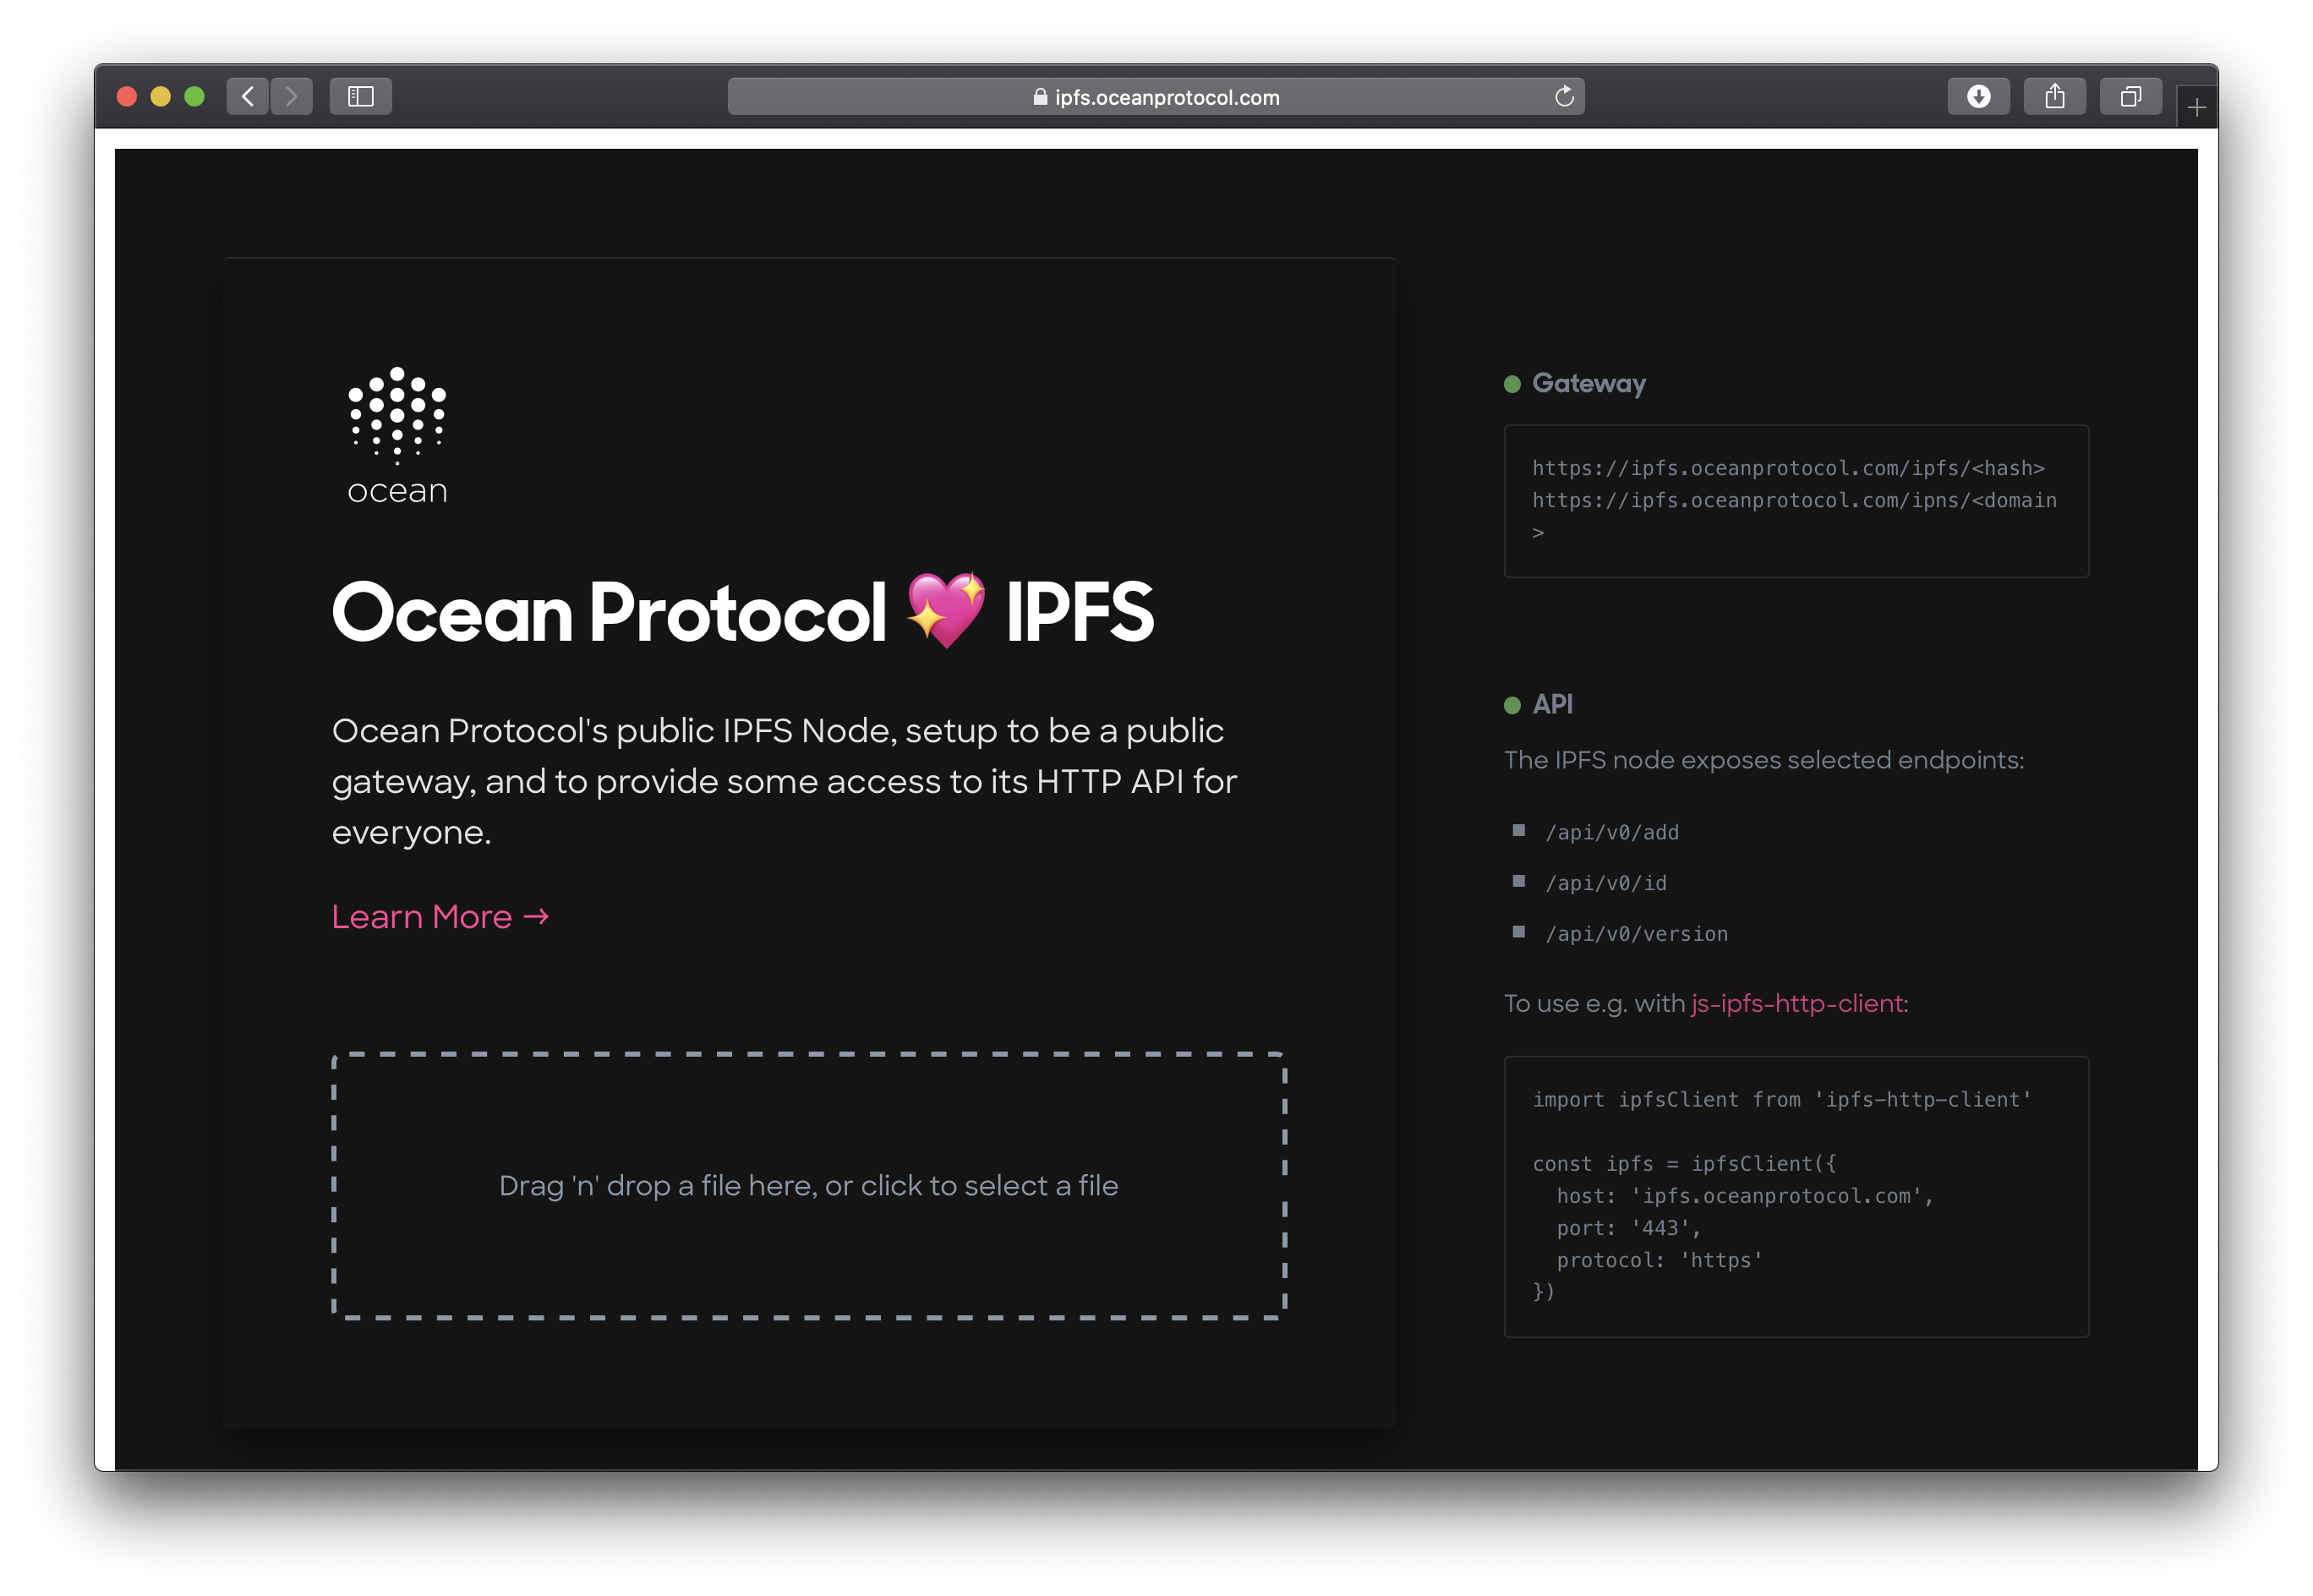 ipfs.oceanprotocol.com
ocean
Ocean Protocol 💖 IPFS
Ocean Protocol's public IPFS Node, setup to be a public
gateway, and to provide some access to its HTTP API for
everyone.
Learn More →
Drag 'n' drop a file here, or click to select a file
Gateway
https://ipfs.oceanprotocol.com/ipfs/<hash>
https://ipfs.oceanprotocol.com/ipns/<domain
>
API
The IPFS node exposes selected endpoints:
/api/v0/add
/api/v0/id
/api/v0/version
To use e.g. with js-ipfs-http-client:
import ipfsClient from 'ipfs-http-client'
const ipfs = ipfsClient({
  host: 'ipfs.oceanprotocol.com',
  port: '443',
  protocol: 'https'
})